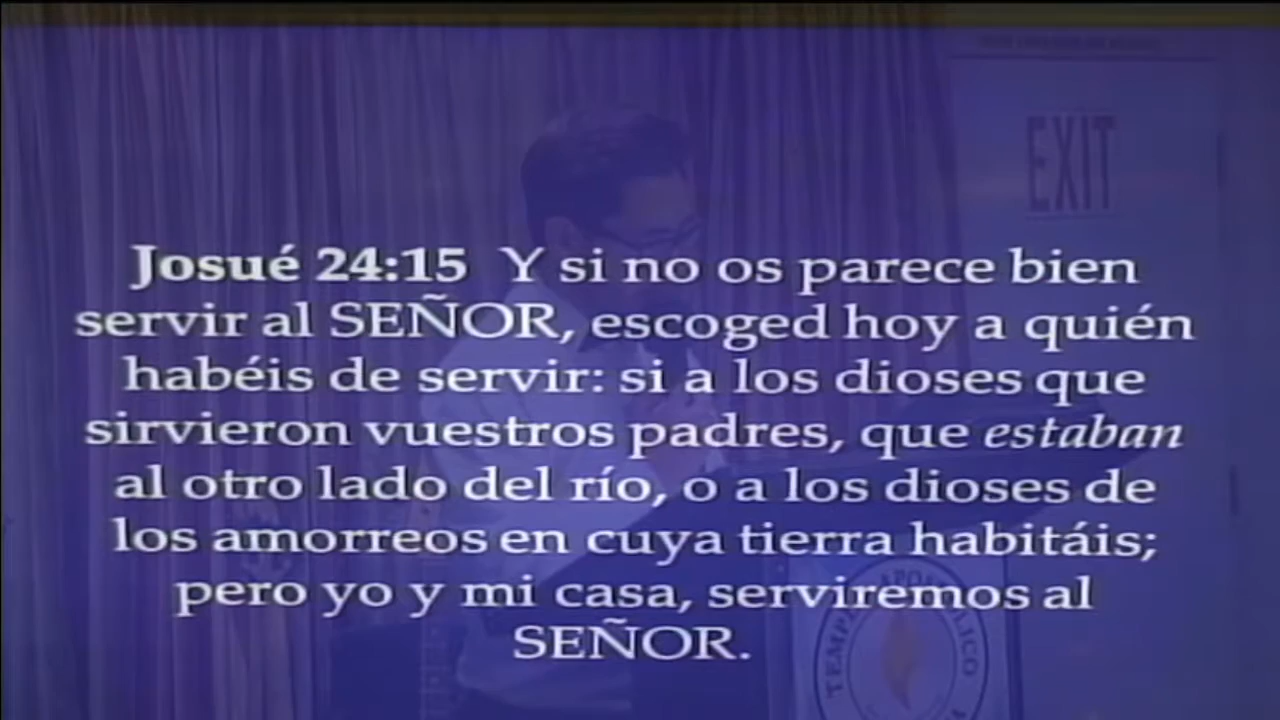 EXIT
Josué 24:15 Y si no os parece bien
servir al SEÑOR, escoged hoy a quién
habéis de servir: si a los dioses que
sirvieron vuestros padres, que estaban
al otro lado del río, o a los dioses de
los amorreos en cuya tierra habitáis;
pero yo y mi casa, serviremos al
SEÑOR.
TEMPLO APOSTÓLICO